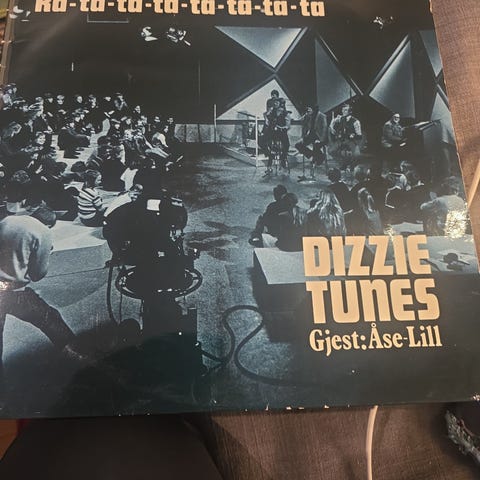 Ra-ta-ta-ta-ta-ta-ta-ta
DIZZIE
TUNES
Gjest: Åse-Lill